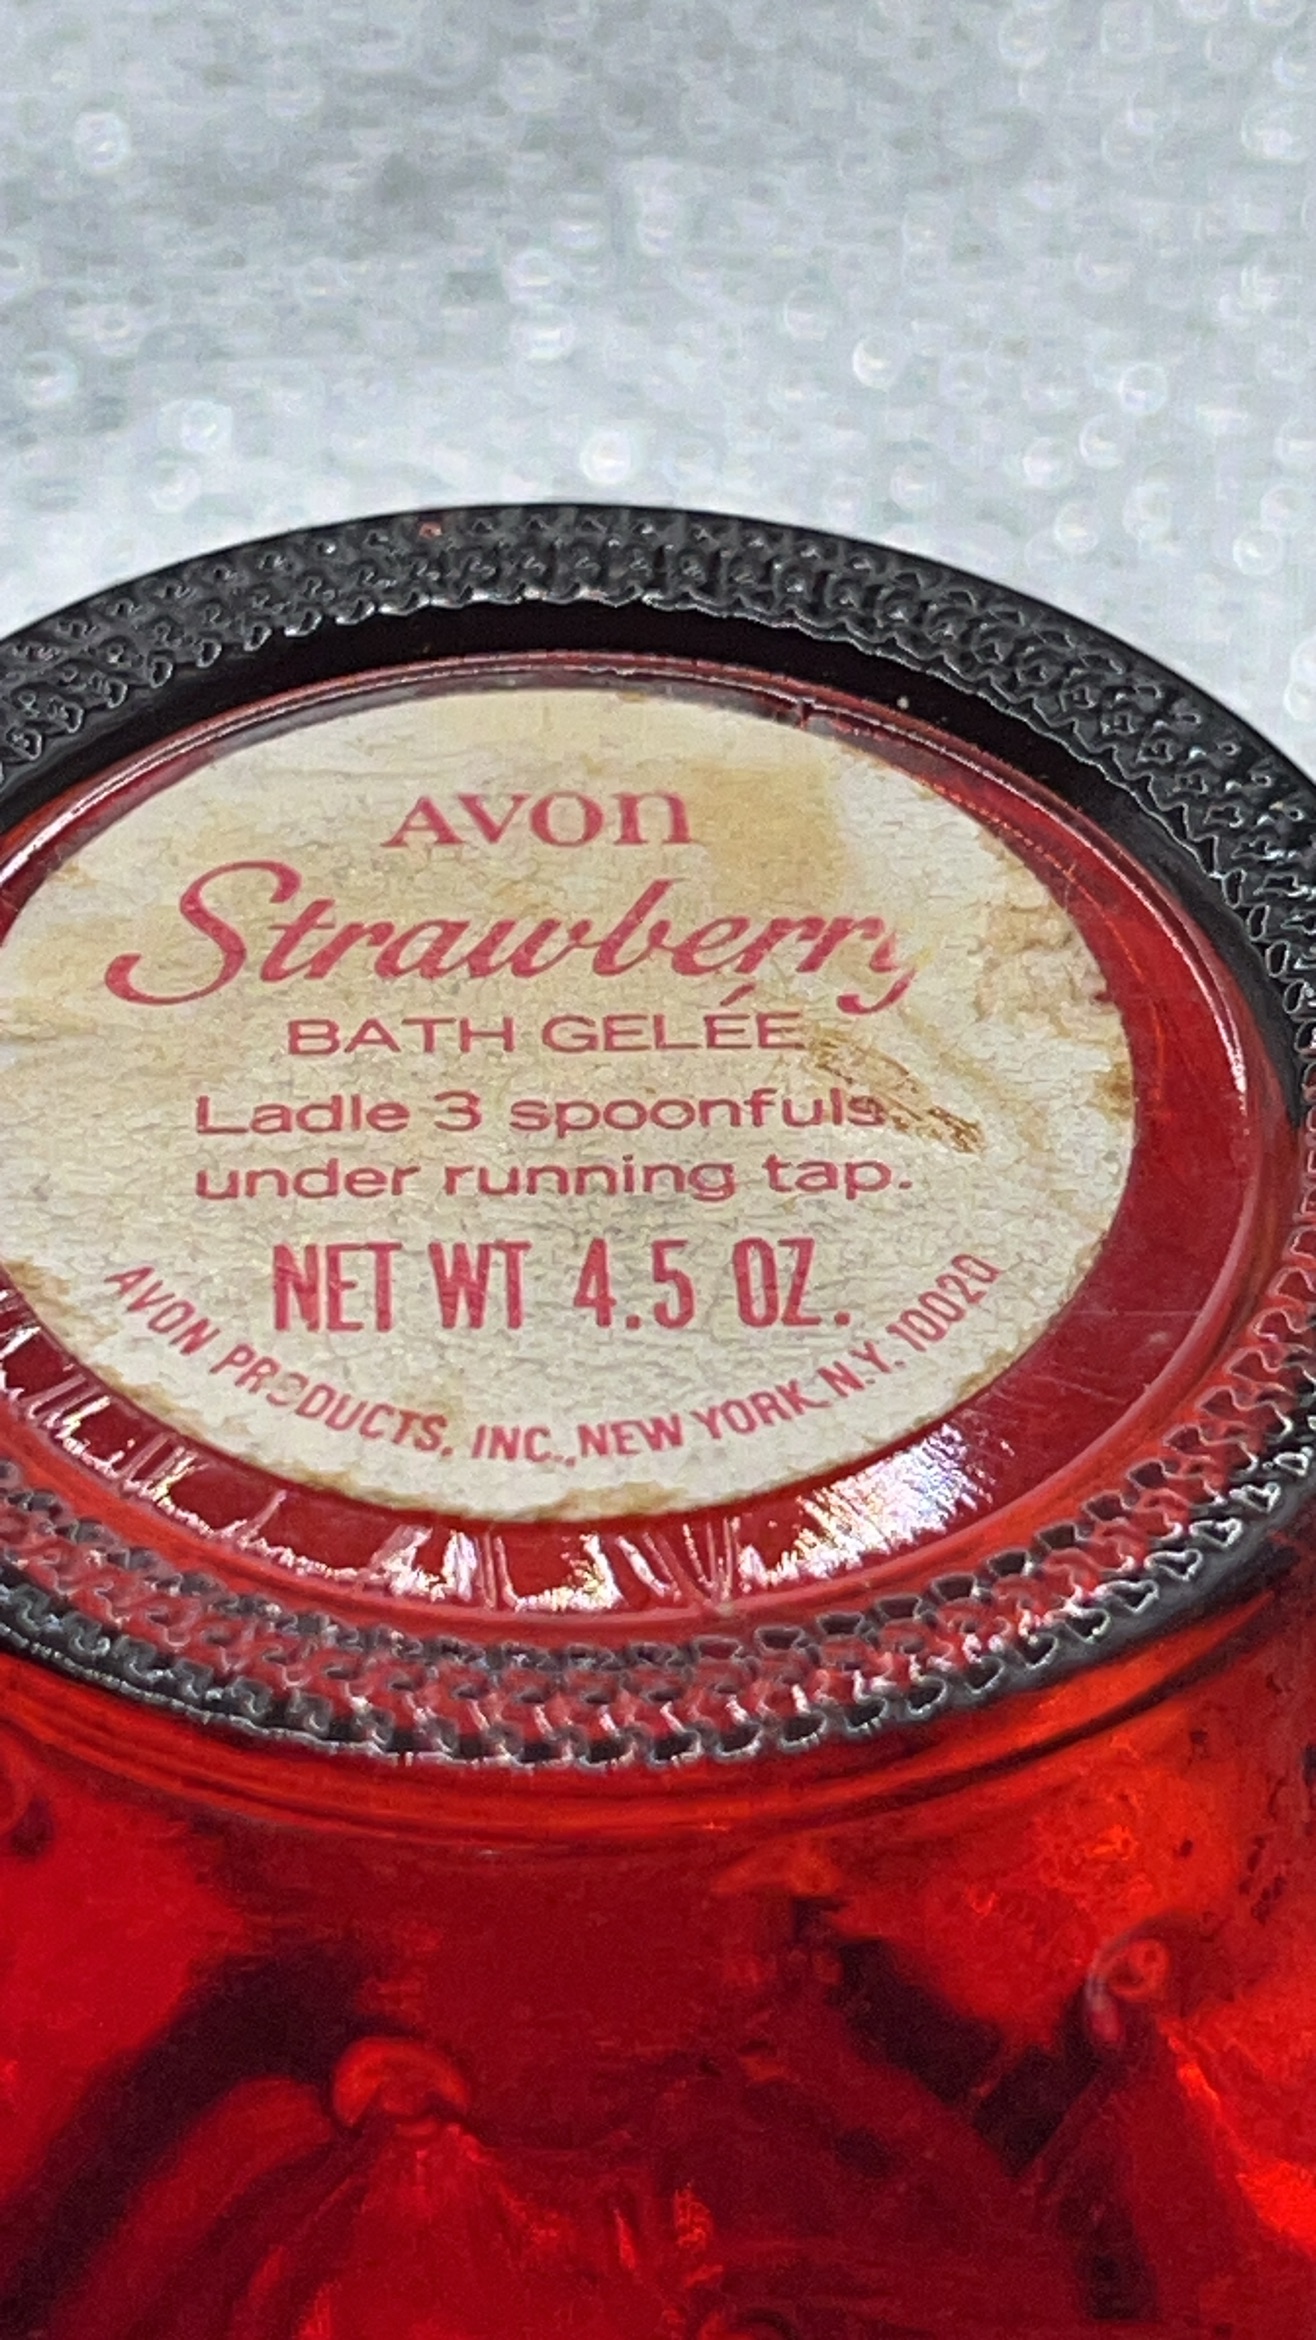 AVON
Strawberry
BATH GELÉE
Ladle 3 spoonfuls
under running tap.
NET WT 4.5 OZ.
AVON PRODUCTS, INC., NEW YORK, N.Y. 10020